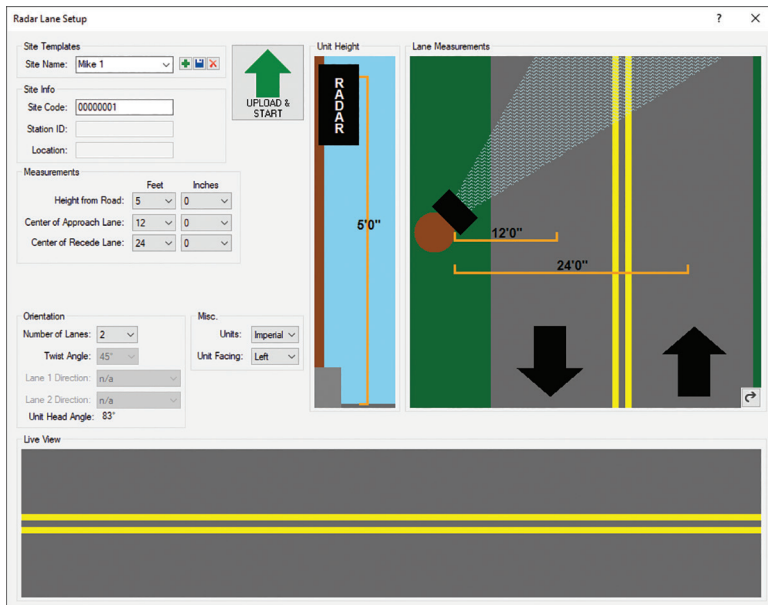 Radar Lane Setup
?
Site Templates
Site Name: Mike 1
UPLOAD &
START
Site Info
Site Code: 00000001
Station ID:
Location:
Measurements
Feet Inches
Height from Road: 5 0
Center of Approach Lane: 12 0
Center of Recede Lane: 24 0
Orientation
Number of Lanes: 2
Twist Angle: 45°
Lane 1 Direction: n/a
Lane 2 Direction: n/a
Unit Head Angle: 83°
Misc.
Units: Imperial
Unit Facing: Left
Unit Height
RADAR
5'0"
Lane Measurements
12'0"
24'0"
Live View